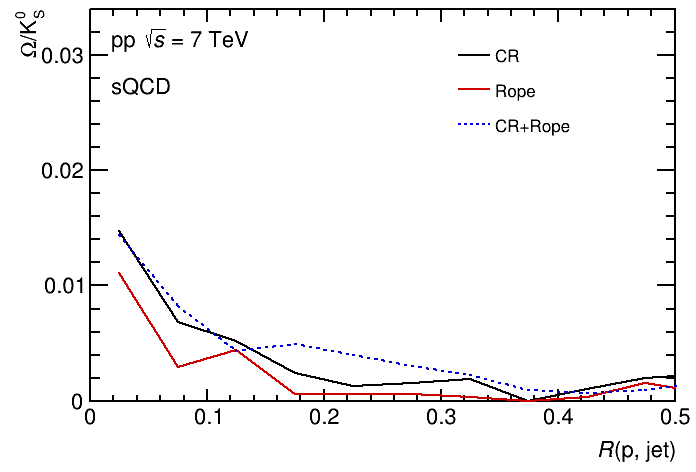 Ω/K⁰S
0.03
0.02
0.01
0
pp √s = 7 TeV
sQCD
CR
Rope
CR+Rope
0 0.1 0.2 0.3 0.4 0.5
R(p, jet)